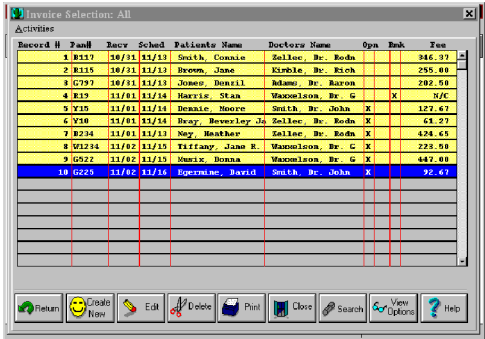 Invoice Selection: All
Activities
Record # Pan# Recv Sched Patients Name Doctors Name Opn Rmk Fee
1 B117 10/31 11/13 Smith, Connie Zellec, Dr. Rodn 346.37
2 R115 10/31 11/13 Brown, Jane Kimble, Dr. Rich 255.00
3 G797 10/31 11/13 Jones, Denzil Adams, Dr. Aaron 202.50
4 R19 11/01 11/14 Harris, Stan Waxxelson, Dr. G X N/C
5 Y15 11/01 11/14 Dennie, Moore Smith, Dr. John X 127.67
6 Y10 11/01 11/14 Bray, Beverley Ja Zellec, Dr. Rodn X 61.27
7 B234 11/01 11/13 Ney, Heather Zellec, Dr. Rodn X 424.65
8 W1234 11/02 11/15 Tiffany, Jane R. Waxxelson, Dr. G X 223.50
9 G522 11/02 11/15 Musix, Donna Waxxelson, Dr. G X 447.00
10 G225 11/02 11/16 Egermine, David Smith, Dr. John X 92.67
Return Create New Edit Delete Print Close Search View Options Help